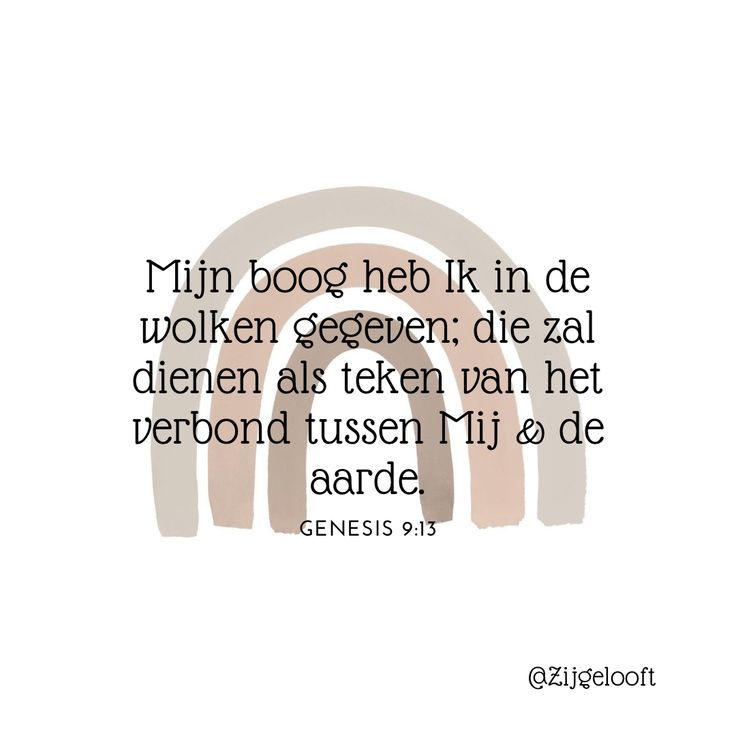 Mijn boog heb Ik in de
wolken gegeven; die zal
dienen als teken van het
verbond tussen Mij & de
aarde.
GENESIS 9:13
@Zijgelooft